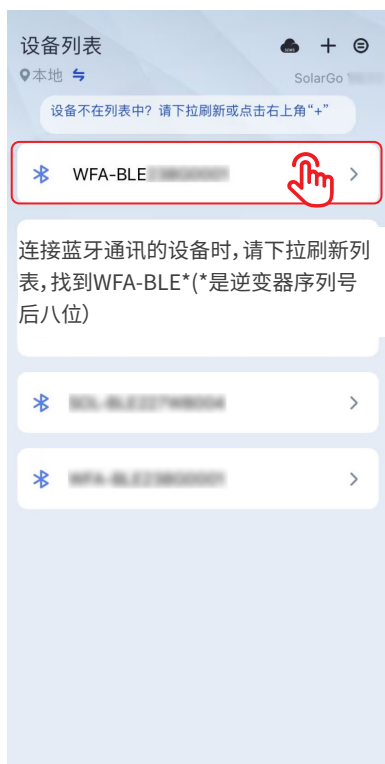 设备列表
本地
SolarGo
设备不在列表中？请下拉刷新或点击右上角“+”
WFA-BLE
连接蓝牙通讯的设备时，请下拉刷新列
表，找到WFA-BLE*(*是逆变器序列号
后八位）